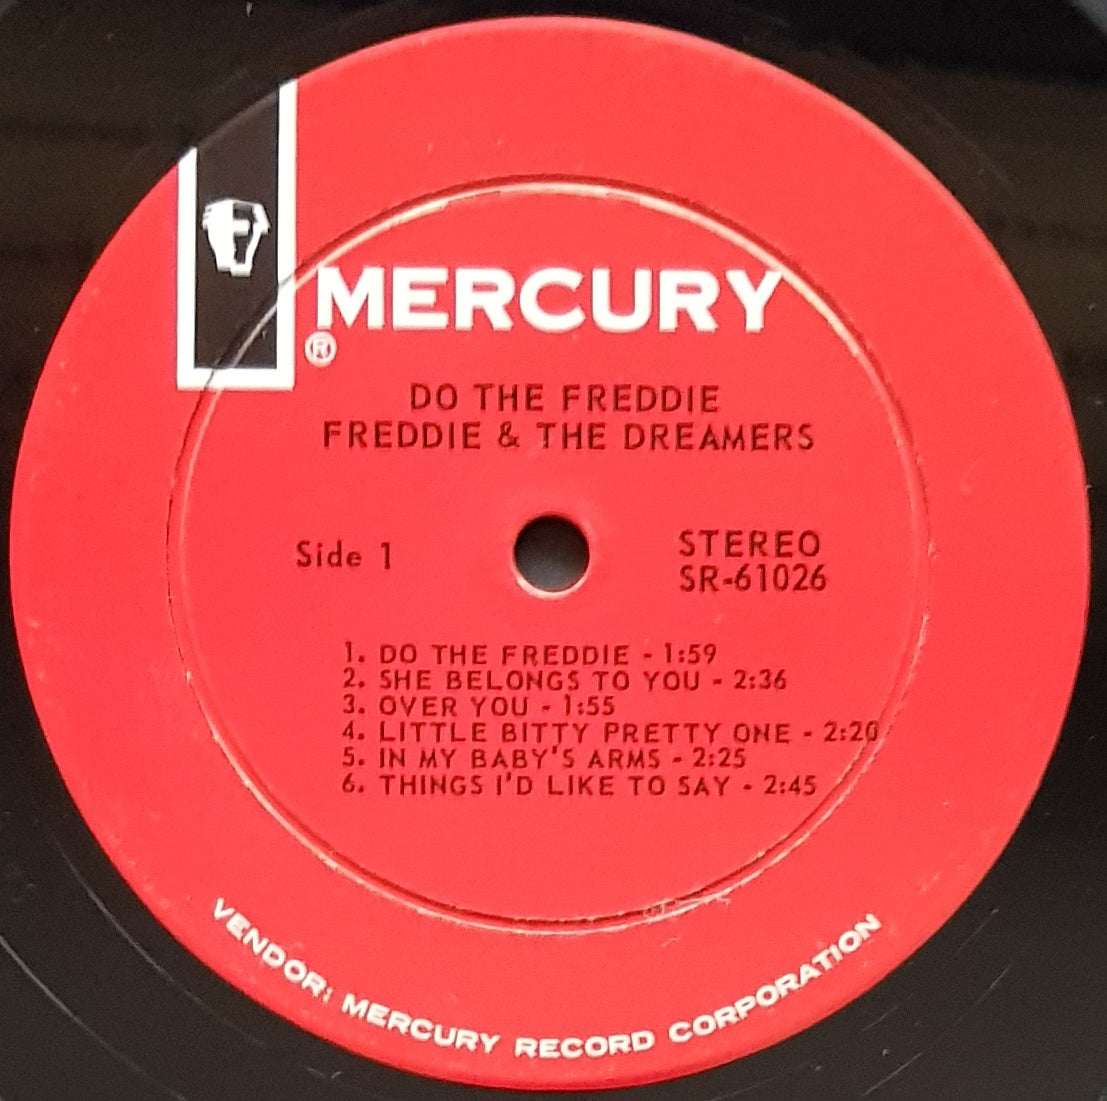 MERCURY
®
DO THE FREDDIE
FREDDIE & THE DREAMERS
Side 1
STEREO
SR-61026
1. DO THE FREDDIE - 1:59
2. SHE BELONGS TO YOU - 2:36
3. OVER YOU - 1:55
4. LITTLE BITTY PRETTY ONE - 2:20
5. IN MY BABY'S ARMS - 2:25
6. THINGS I'D LIKE TO SAY - 2:45
VENDOR: MERCURY RECORD CORPORATION